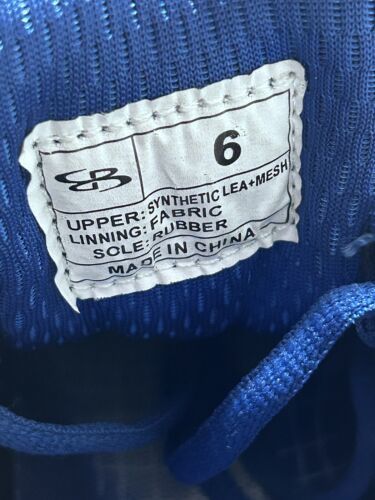 6
UPPER: SYNTHETIC LEA+MESH
LINNING: FABRIC
SOLE: RUBBER
MADE IN CHINA